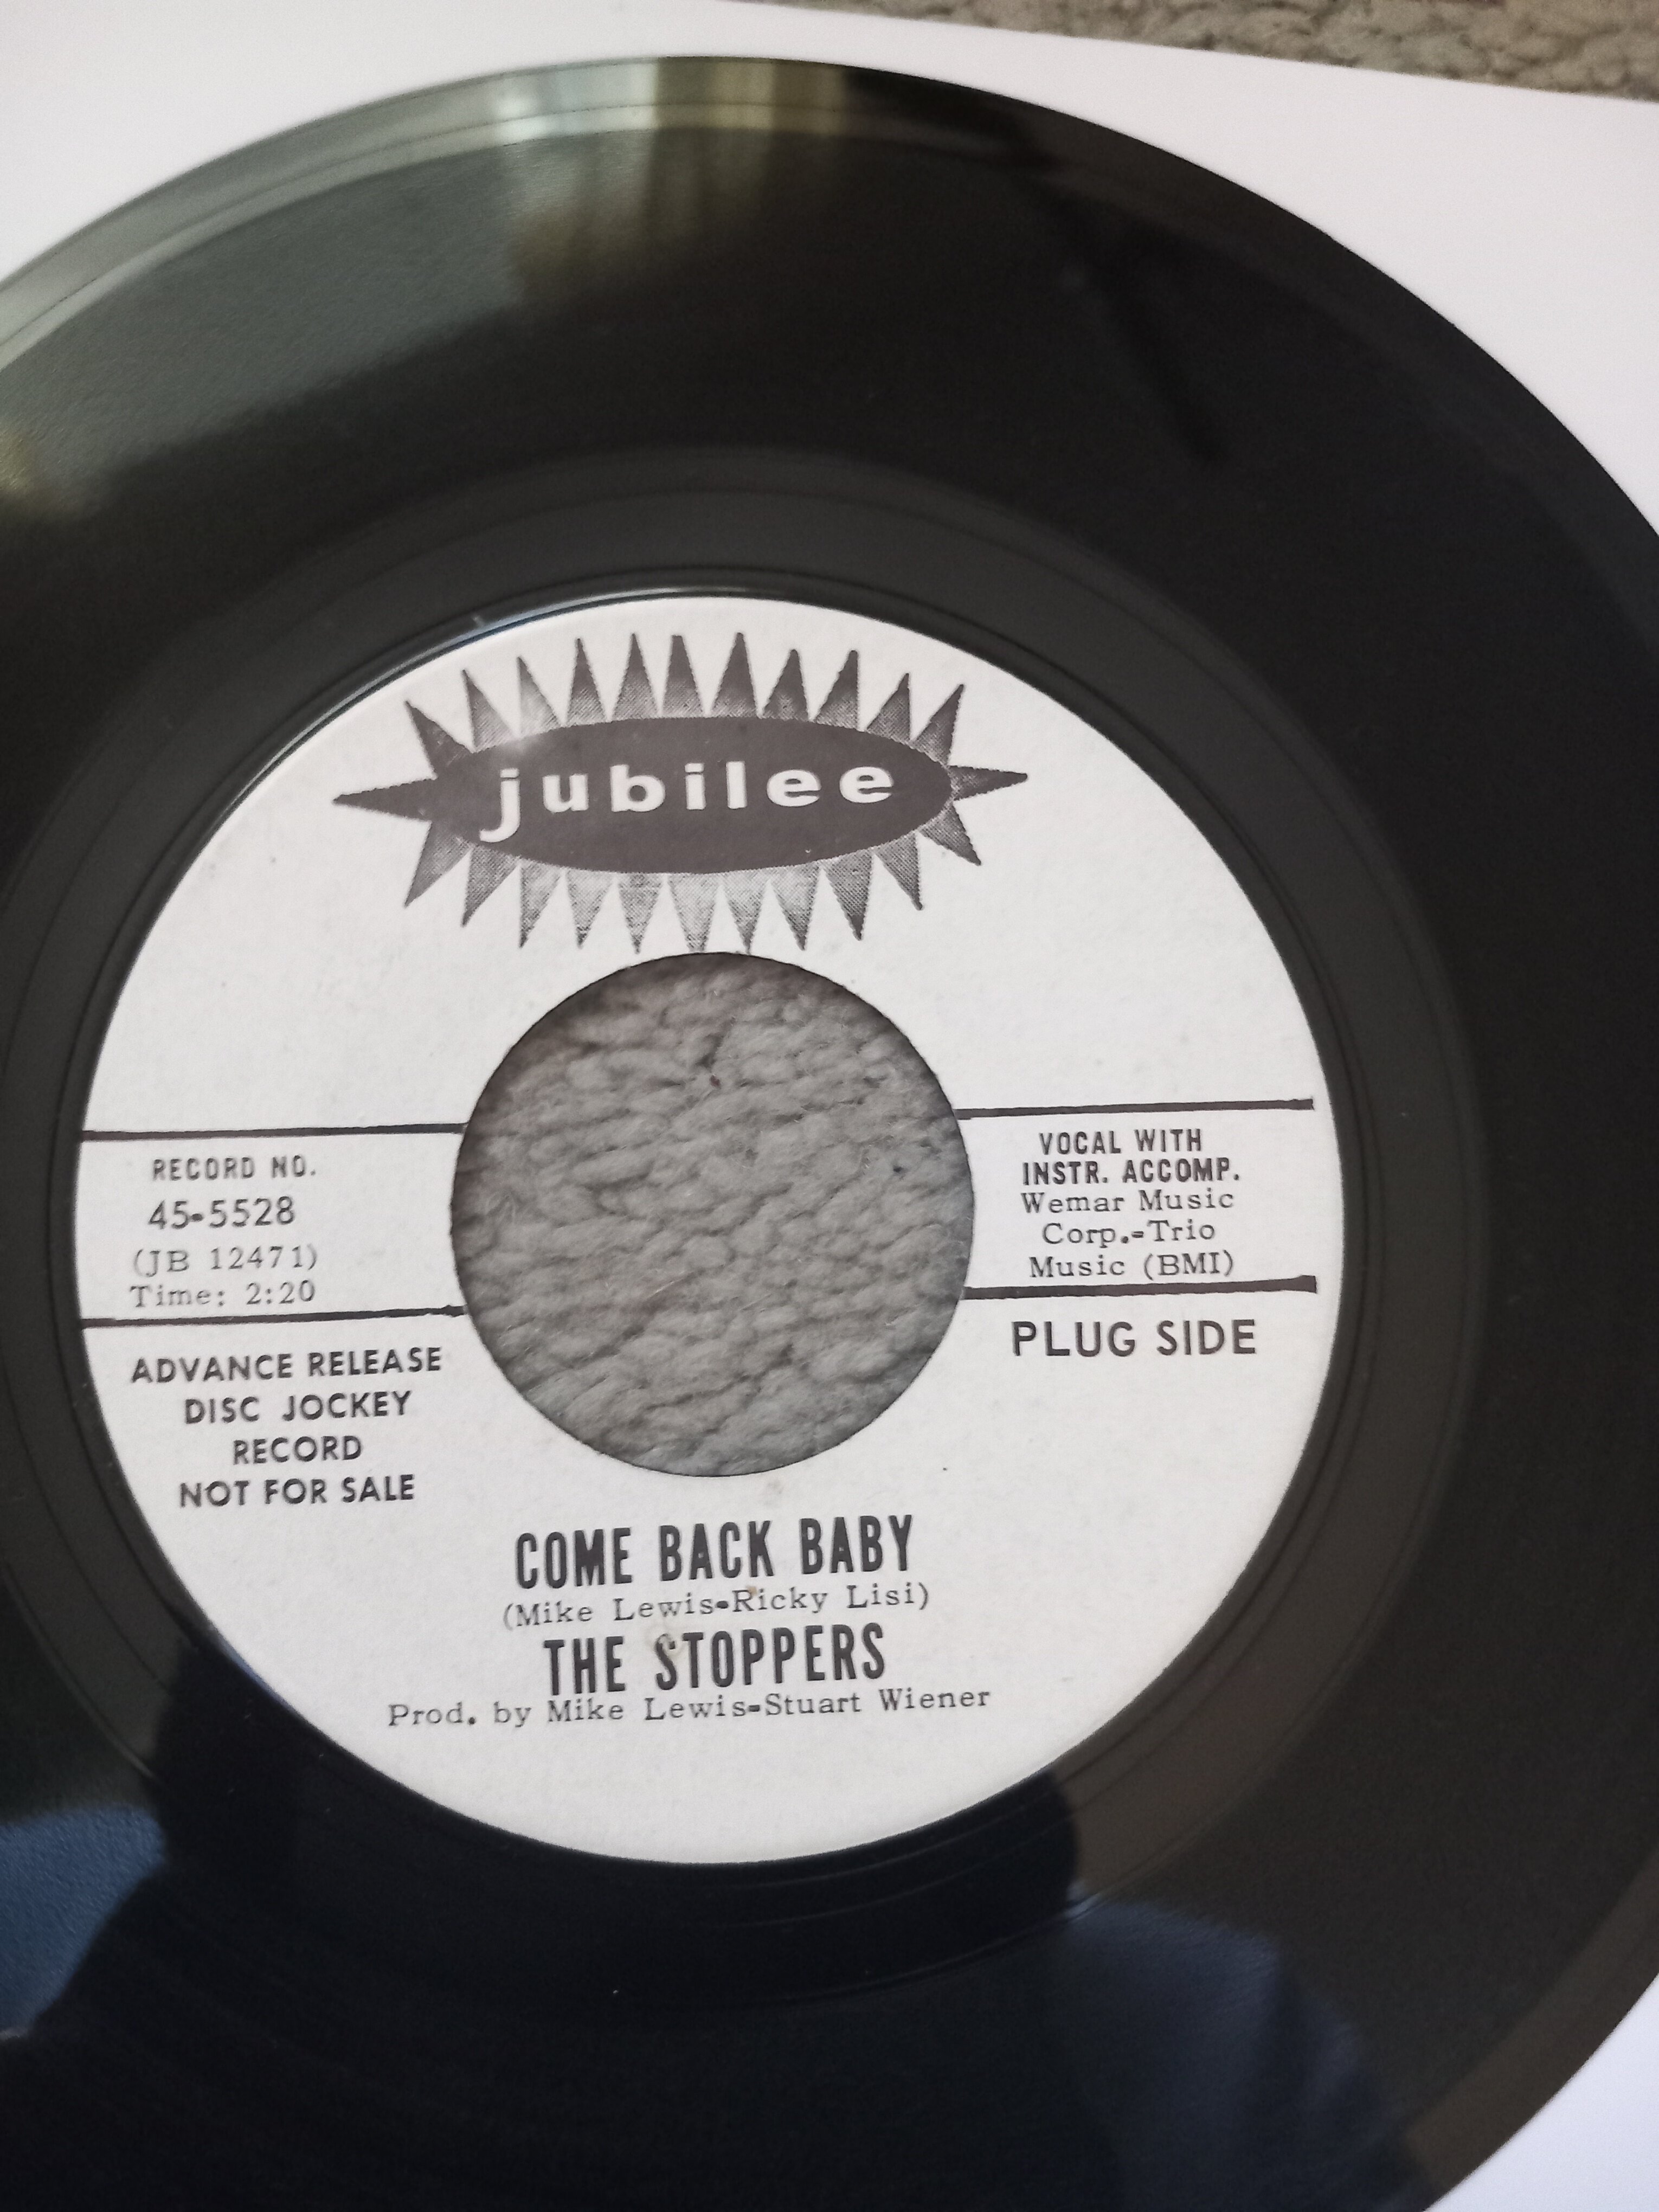 jubilee
RECORD NO.
45-5528
(JB 12471)
Time: 2:20
VOCAL WITH
INSTR. ACCOMP.
Wemar Music
Corp.-Trio
Music (BMI)
PLUG SIDE
ADVANCE RELEASE
DISC JOCKEY
RECORD
NOT FOR SALE
COME BACK BABY
(Mike Lewis-Ricky Lisi)
THE STOPPERS
Prod. by Mike Lewis-Stuart Wiener